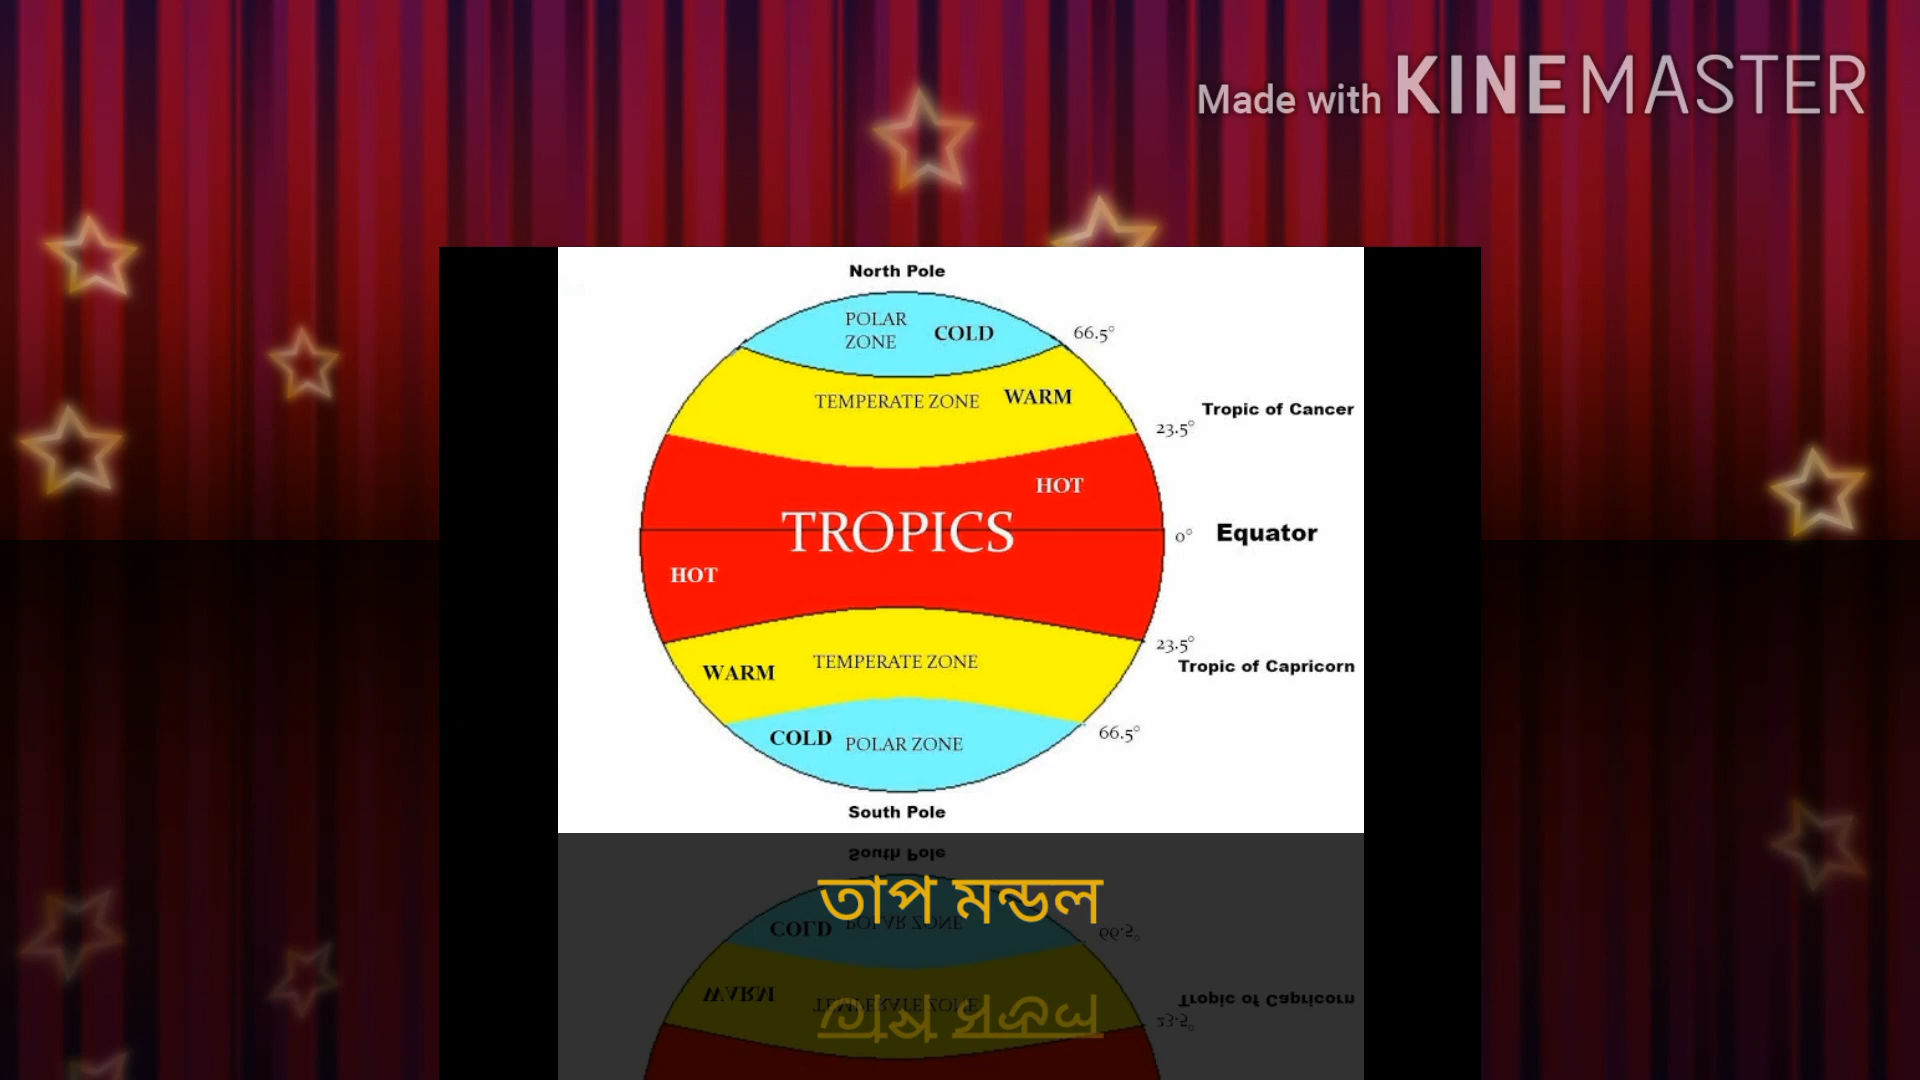 Made with KINEMASTER
North Pole
POLAR
ZONE
COLD
66.5°
TEMPERATE ZONE
WARM
Tropic of Cancer
23.5°
HOT
TROPICS
0°
Equator
HOT
23.5°
Tropic of Capricorn
WARM
TEMPERATE ZONE
COLD
POLAR ZONE
66.5°
South Pole
তাপ মন্ডল